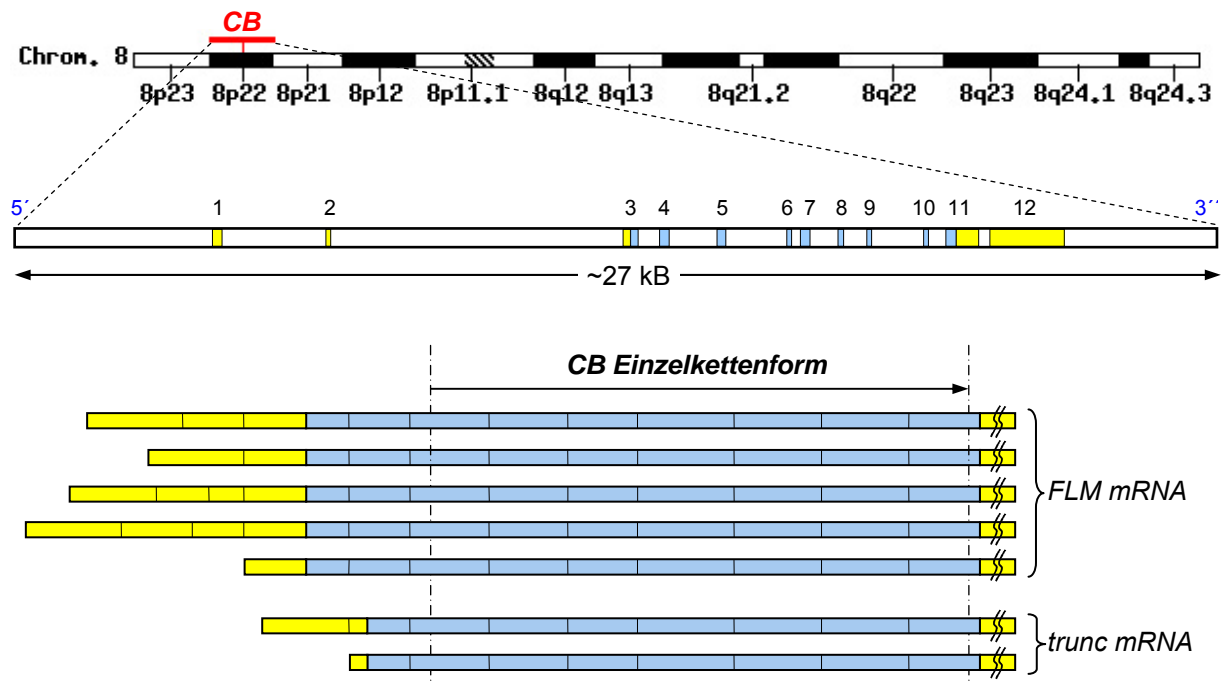 CB
Chrom. 8
8p23 8p22 8p21 8p12 8p11.1 8q12 8q13 8q21.2 8q22 8q23 8q24.1 8q24.3
5´ 1 2 3 4 5 6 7 8 9 10 11 12 3´´
~27 kB
CB Einzelkettenform
FLM mRNA
trunc mRNA